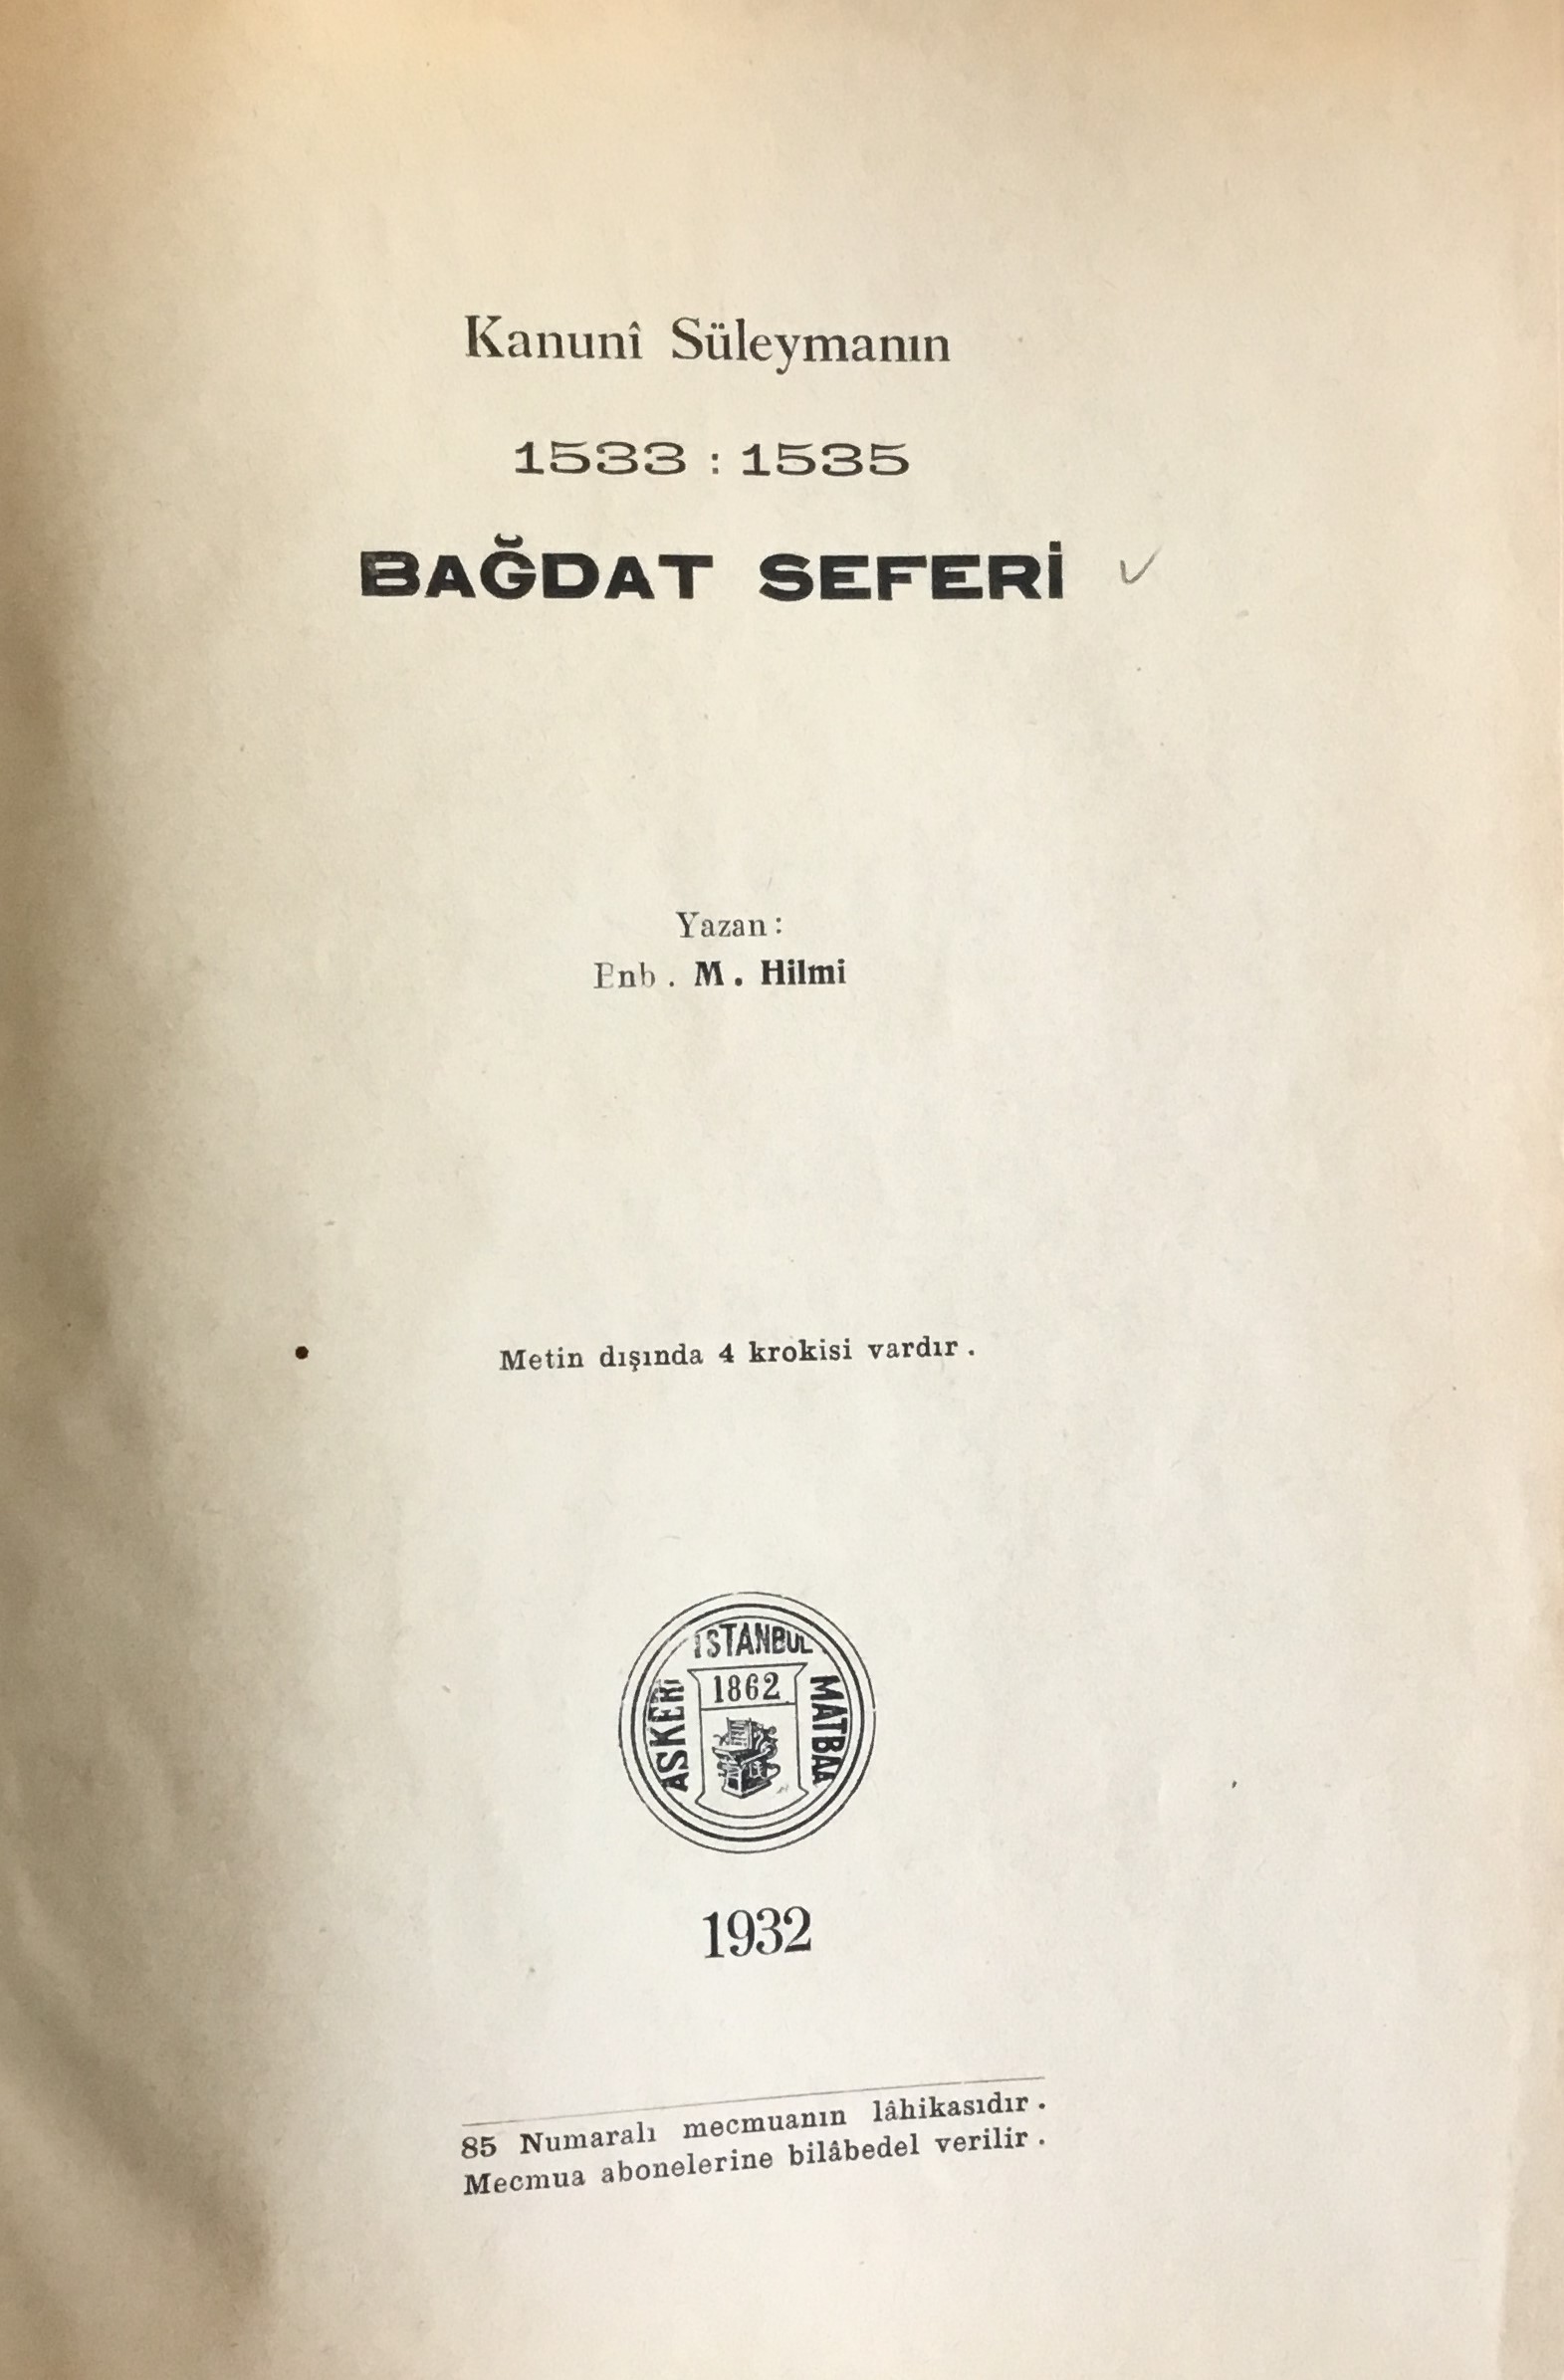 Kanunî Süleymanın
1533 : 1535
BAĞDAT SEFERİ
Yazan :
Bnb . M . Hilmi
Metin dışında 4 krokisi vardır .
İSTANBUL
ASKERİ
1862
MATBAA
1932
85 Numaralı mecmuanın lâhikasıdır .
Mecmua abonelerine bilâbedel verilir .